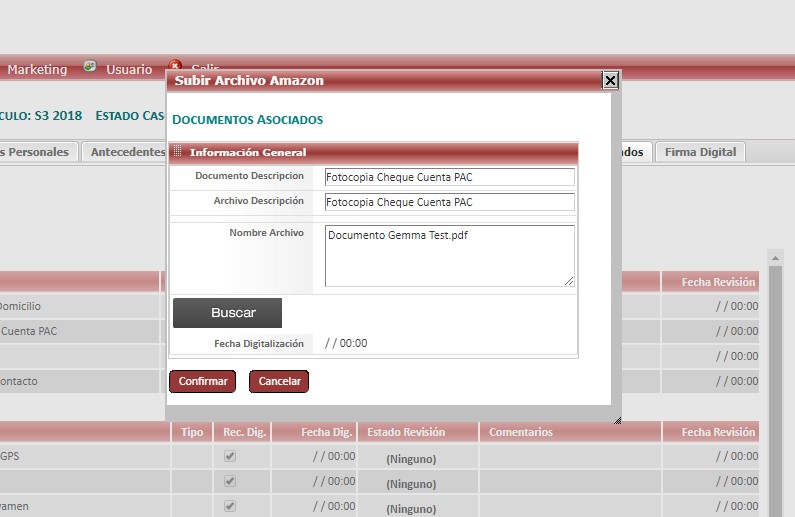 Marketing Usuario Salir
Subir Archivo Amazon
CULO: S3 2018 ESTADO CAS
DOCUMENTOS ASOCIADOS
s Personales Antecedentes dos Firma Digital
Información General
Documento Descripcion Fotocopia Cheque Cuenta PAC
Archivo Descripción Fotocopia Cheque Cuenta PAC
Nombre Archivo Documento Gemma Test.pdf
Buscar
Fecha Digitalización / / 00:00
Confirmar Cancelar
Fecha Revisión
Domicilio / / 00:00
Cuenta PAC / / 00:00
/ / 00:00
ontacto / / 00:00
Tipo Rec. Dig. Fecha Dig. Estado Revisión Comentarios Fecha Revisión
GPS / / 00:00 (Ninguno) / / 00:00
/ / 00:00 (Ninguno) / / 00:00
vamen / / 00:00 (Ninguno) / / 00:00